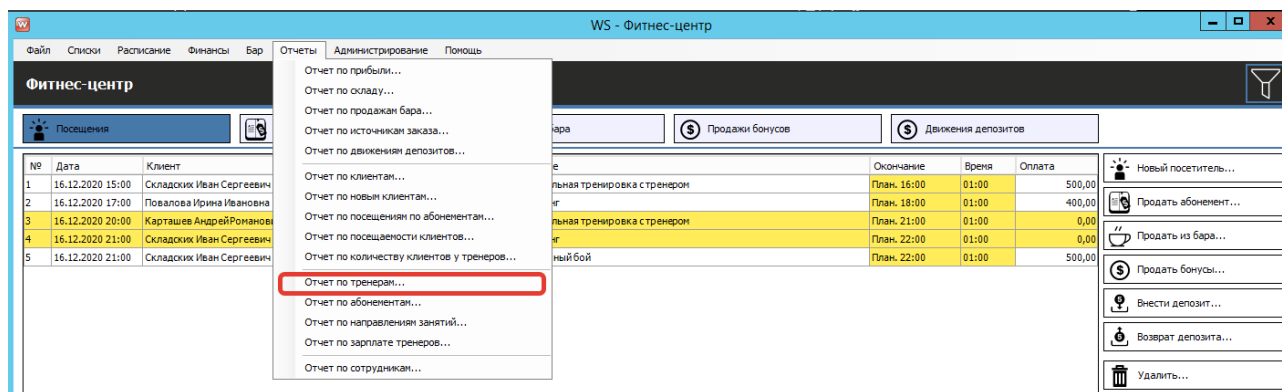 WS - Фитнес-центр
Файл Списки Расписание Финансы Бар Отчеты Администрирование Помощь
Фитнес-центр
Посещения Продажи бонусов Движения депозитов
Отчет по прибыли...
Отчет по складу...
Отчет по продажам бара...
Отчет по источникам заказа...
Отчет по движениям депозитов...
Отчет по клиентам...
Отчет по новым клиентам...
Отчет по посещениям по абонементам...
Отчет по посещаемости клиентов...
Отчет по количеству клиентов у тренеров...
Отчет по тренерам...
Отчет по абонементам...
Отчет по направлениям занятий...
Отчет по зарплате тренеров...
Отчет по сотрудникам...
№ Дата Клиент Окончание Время Оплата
1 16.12.2020 15:00 Складских Иван Сергеевич льная тренировка с тренером План. 16:00 01:00 500,00
2 16.12.2020 17:00 Повалова Ирина Ивановна нг План. 18:00 01:00 400,00
3 16.12.2020 20:00 Карташев Андрей Романови льная тренировка с тренером План. 21:00 01:00 0,00
4 16.12.2020 21:00 Складских Иван Сергеевич нг План. 22:00 01:00 0,00
5 16.12.2020 21:00 Складских Иван Сергеевич ный бой План. 22:00 01:00 500,00
Новый посетитель...
Продать абонемент...
Продать из бара...
Продать бонусы...
Внести депозит...
Возврат депозита...
Удалить...